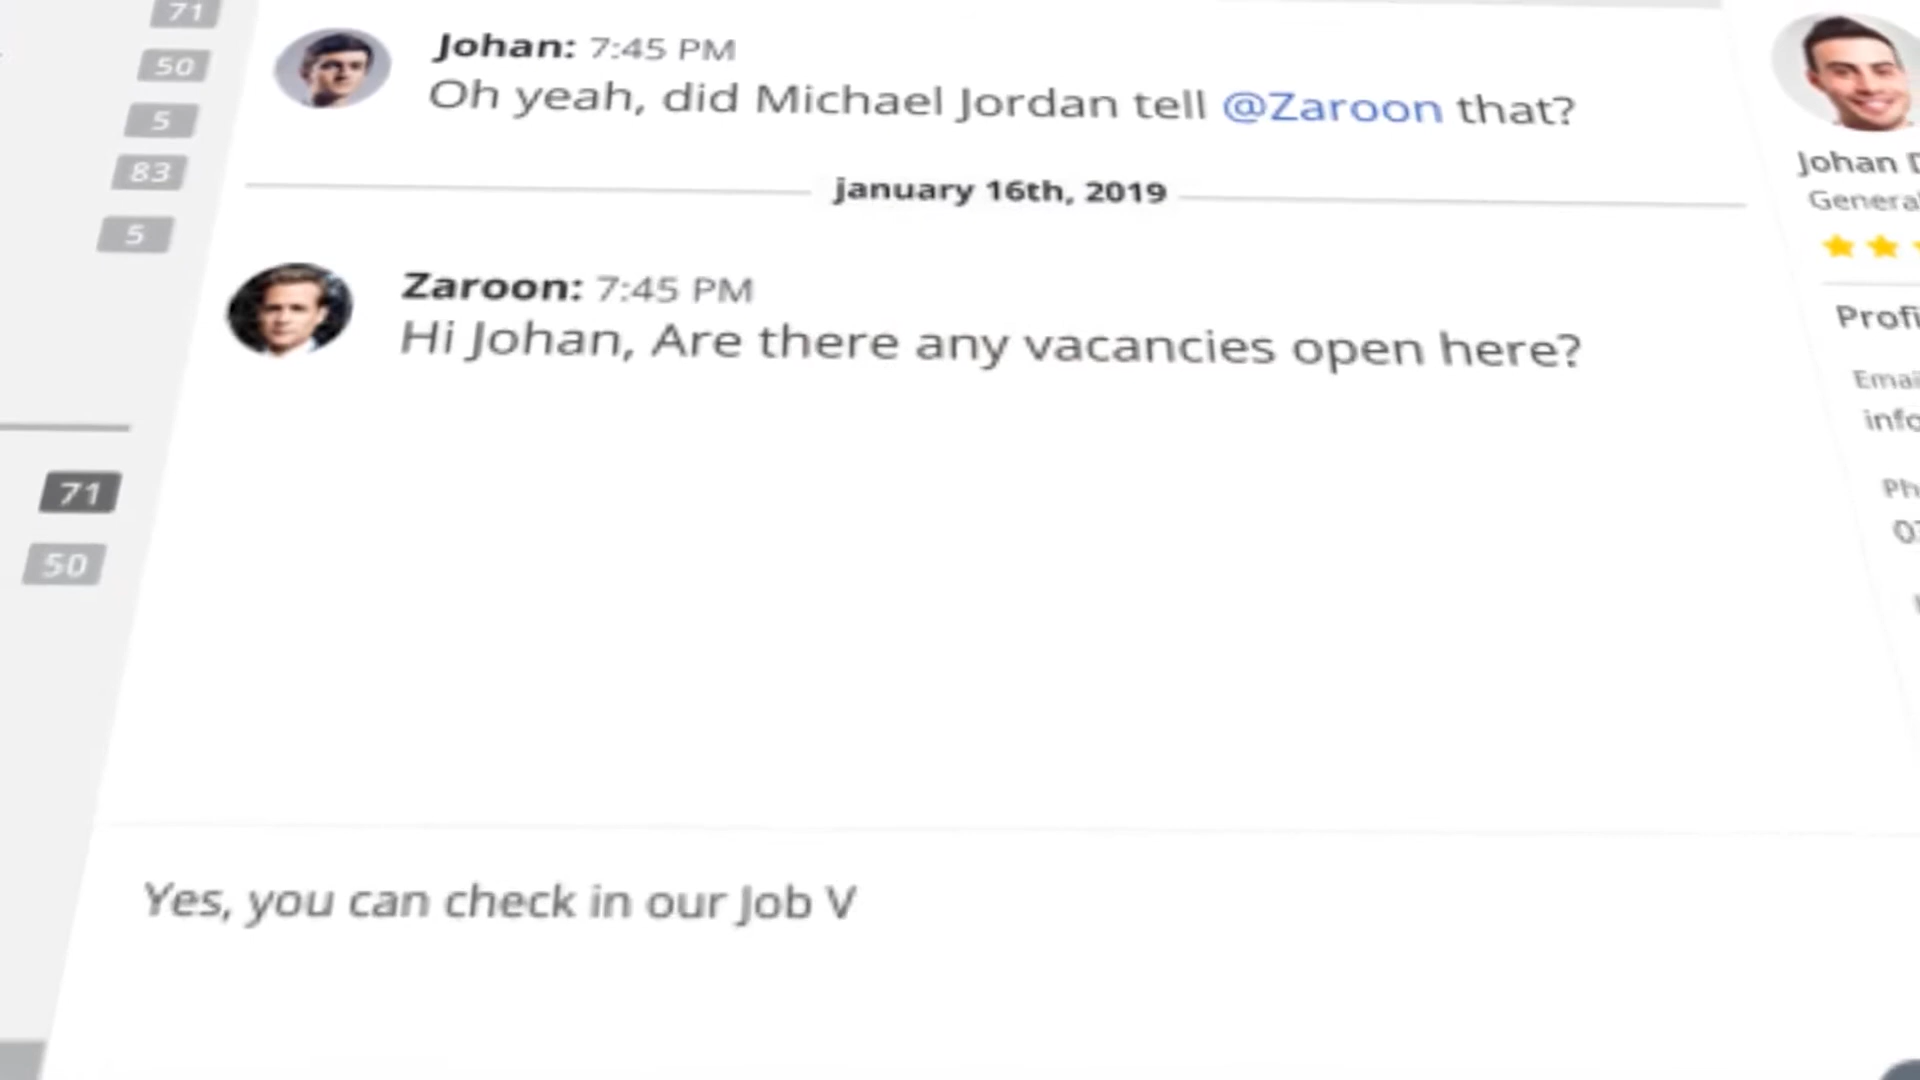 71
50
5
83
5
71
50
Johan: 7:45 PM
Oh yeah, did Michael Jordan tell @Zaroon that?
january 16th, 2019
Zaroon: 7:45 PM
Hi Johan, Are there any vacancies open here?
Yes, you can check in our Job V
Johan